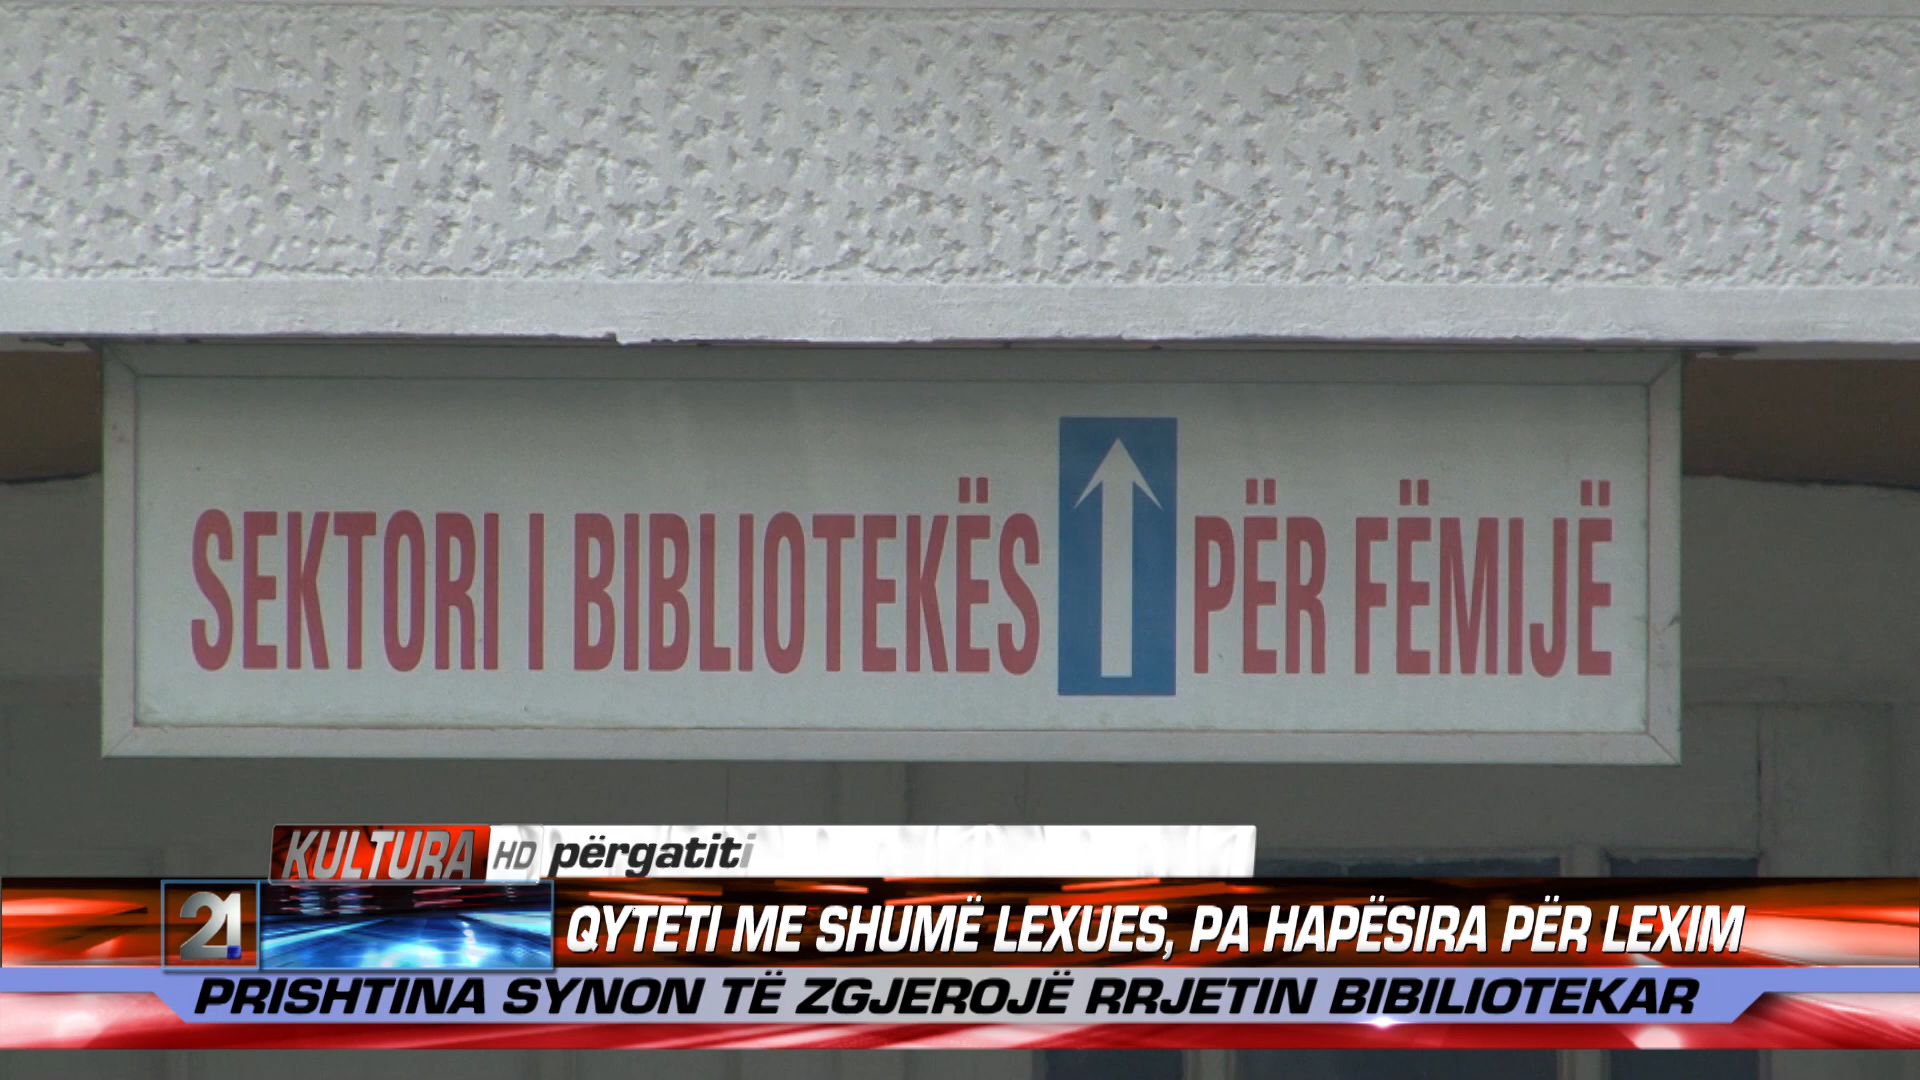 SEKTORI I BIBLIOTEKËS PËR FËMIJË
KULTURA HD përgatiti
21 QYTETI ME SHUMË LEXUES, PA HAPËSIRA PËR LEXIM
PRISHTINA SYNON TË ZGJEROJË RRJETIN BIBILIOTEKAR